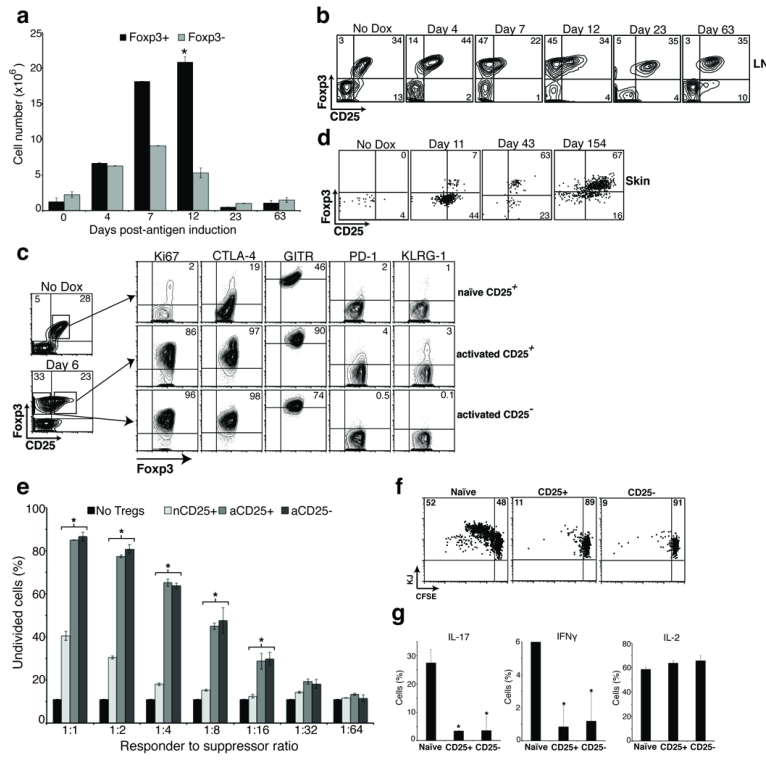 a
Foxp3+ Foxp3-
Cell number (x10⁶)
25
20
15
10
5
0
*
0 4 7 12 23 63
Days post-antigen induction
b
No Dox Day 4 Day 7 Day 12 Day 23 Day 63
3 34 14 44 47 22 45 34 5 35 3 35
13 2 1 4 4 10
LN
Foxp3
CD25
d
No Dox Day 11 Day 43 Day 154
0 7 63 67
4 44 23 16
Skin
Foxp3
CD25
c
Ki67 CTLA-4 GITR PD-1 KLRG-1
No Dox
5 28
2 19 46 2 1
naïve CD25⁺
Day 6
33 23
86 97 90 4 3
activated CD25⁺
96 98 74 0.5 0.1
activated CD25⁻
Foxp3
CD25
Foxp3
e
No Tregs nCD25+ aCD25+ aCD25-
Undivided cells (%)
100
80
60
40
20
0
* * * * *
1:1 1:2 1:4 1:8 1:16 1:32 1:64
Responder to suppressor ratio
f
Naïve CD25+ CD25-
52 48 11 89 9 91
KJ
CFSE
g
IL-17 IFNγ IL-2
Cells (%)
30
20
10
0
* *
Naïve CD25+ CD25-
Cells (%)
6
4
2
0
* *
Naïve CD25+ CD25-
Cells (%)
80
60
40
20
0
Naïve CD25+ CD25-